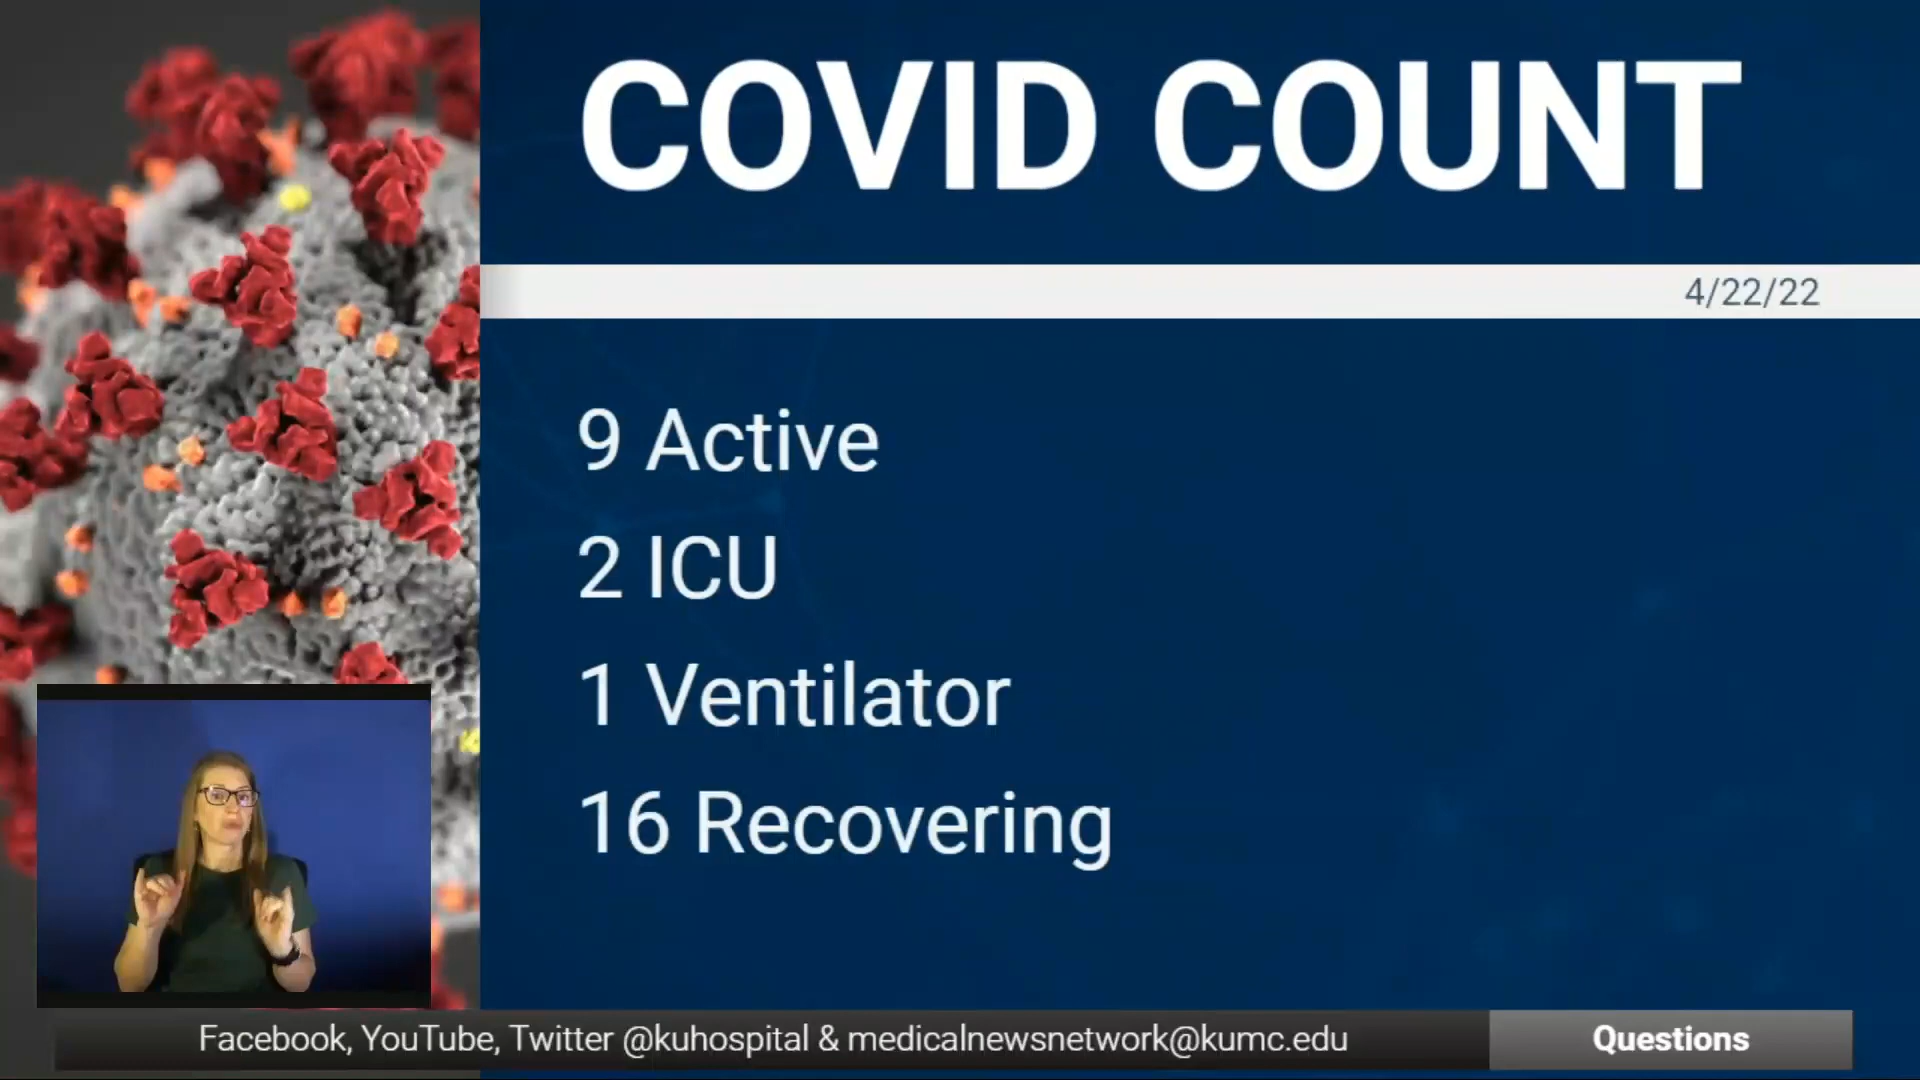 COVID COUNT
4/22/22
9 Active
2 ICU
1 Ventilator
16 Recovering
Facebook, YouTube, Twitter @kuhospital & medicalnewsnetwork@kumc.edu
Questions